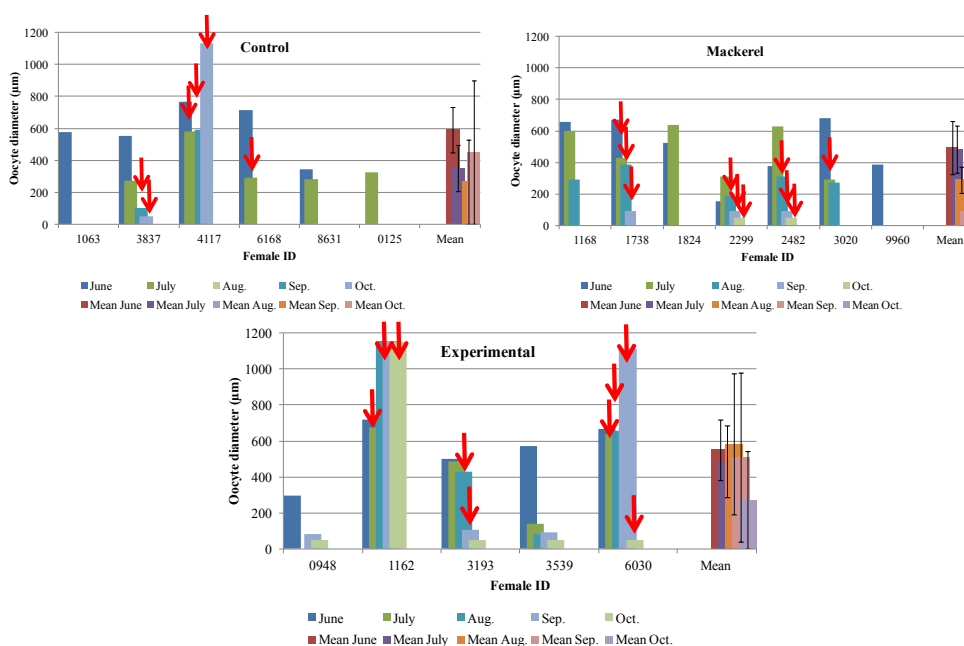 Control
Oocyte diameter (µm)
1200
1000
800
600
400
200
0
1063 3837 4117 6168 8631 0125 Mean
Female ID
June July Aug. Sep. Oct.
Mean June Mean July Mean Aug. Mean Sep. Mean Oct.
Mackerel
Oocyte diameter (µm)
1200
1000
800
600
400
200
0
1168 1738 1824 2299 2482 3020 9960 Mean
Female ID
June July Aug. Sep. Oct.
Mean June Mean July Mean Aug. Mean Sep. Mean Oct.
Experimental
Oocyte diameter (µm)
1200
1000
800
600
400
200
0
0948 1162 3193 3539 6030 Mean
Female ID
June July Aug. Sep. Oct.
Mean June Mean July Mean Aug. Mean Sep. Mean Oct.